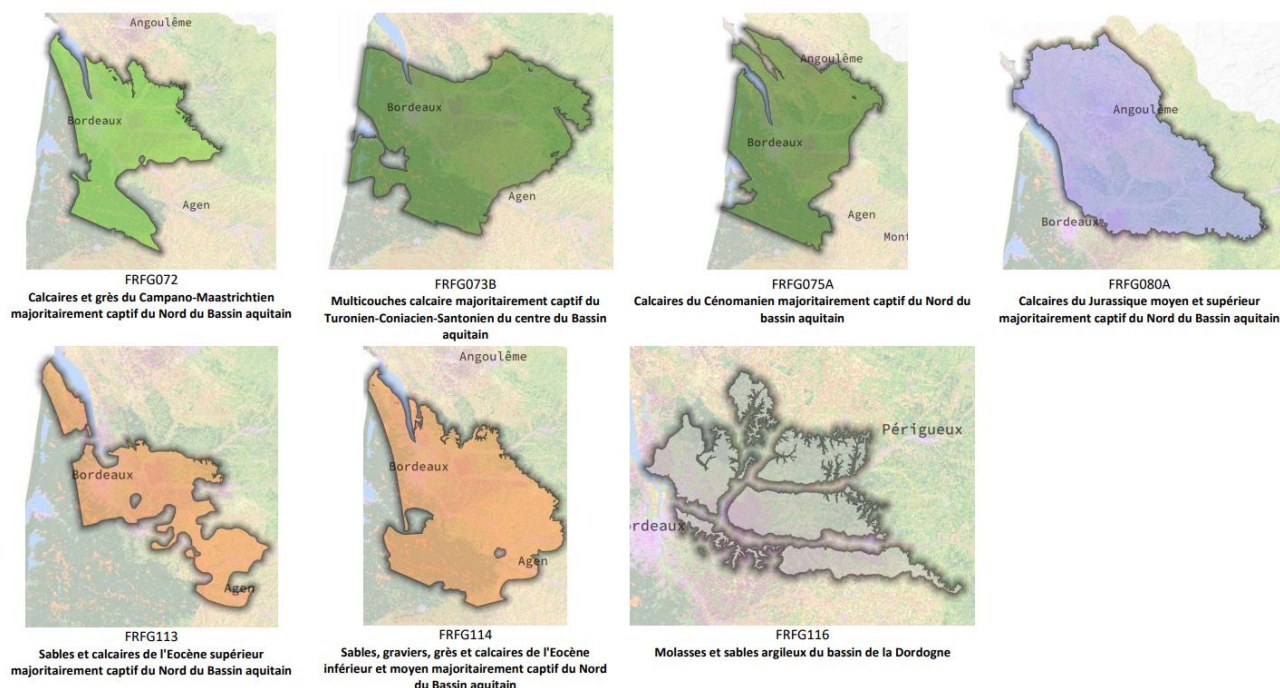 Angoulême
Bordeaux
Agen
FRFG072
Calcaires et grès du Campano-Maastrichtien
majoritairement captif du Nord du Bassin aquitain
Bordeaux
Agen
FRFG073B
Multicouches calcaire majoritairement captif du
Turonien-Coniacien-Santonien du centre du Bassin
aquitain
Angoulême
Bordeaux
Agen
Mont
FRFG075A
Calcaires du Cénomanien majoritairement captif du Nord du
bassin aquitain
Angoulême
Bordeaux
FRFG080A
Calcaires du Jurassique moyen et supérieur
majoritairement captif du Nord du Bassin aquitain
Bordeaux
Agen
FRFG113
Sables et calcaires de l'Eocène supérieur
majoritairement captif du Nord du Bassin aquitain
Angoulême
Bordeaux
Agen
FRFG114
Sables, graviers, grès et calcaires de l'Eocène
inférieur et moyen majoritairement captif du Nord
du Bassin aquitain
Périgueux
ordeaux
FRFG116
Molasses et sables argileux du bassin de la Dordogne